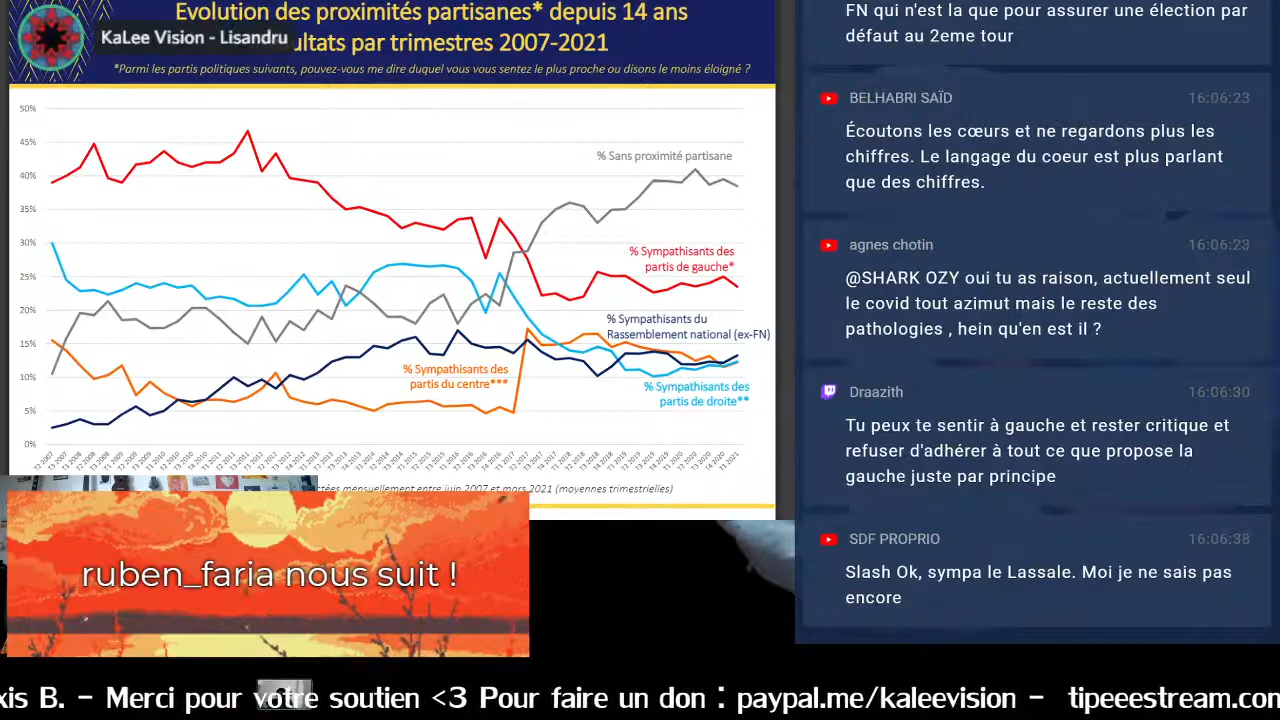 Evolution des proximités partisanes* depuis 14 ans
KaLee Vision - Lisandru
ultats par trimestres 2007-2021
*Parmi les partis politiques suivants, pouvez-vous me dire duquel vous vous sentez le plus proche ou disons le moins éloigné ?
50%
45%
40%
35%
30%
25%
20%
15%
10%
5%
0%
% Sans proximité partisane
% Sympathisants des
partis de gauche*
% Sympathisants du
Rassemblement national (ex-FN)
% Sympathisants des
partis du centre***
% Sympathisants des
partis de droite**
mensuellement entre juin 2007 et mars 2021 (moyennes trimestrielles)
ruben_faria nous suit !
FN qui n'est la que pour assurer une élection par
défaut au 2eme tour
BELHABRI SAÏD 16:06:23
Écoutons les cœurs et ne regardons plus les
chiffres. Le langage du coeur est plus parlant
que des chiffres.
agnes chotin 16:06:23
@SHARK OZY oui tu as raison, actuellement seul
le covid tout azimut mais le reste des
pathologies , hein qu'en est il ?
Draazith 16:06:30
Tu peux te sentir à gauche et rester critique et
refuser d'adhérer à tout ce que propose la
gauche juste par principe
SDF PROPRIO 16:06:38
Slash Ok, sympa le Lassale. Moi je ne sais pas
encore
xis B. - Merci pour votre soutien <3 Pour faire un don : paypal.me/kaleevision - tipeeestream.com